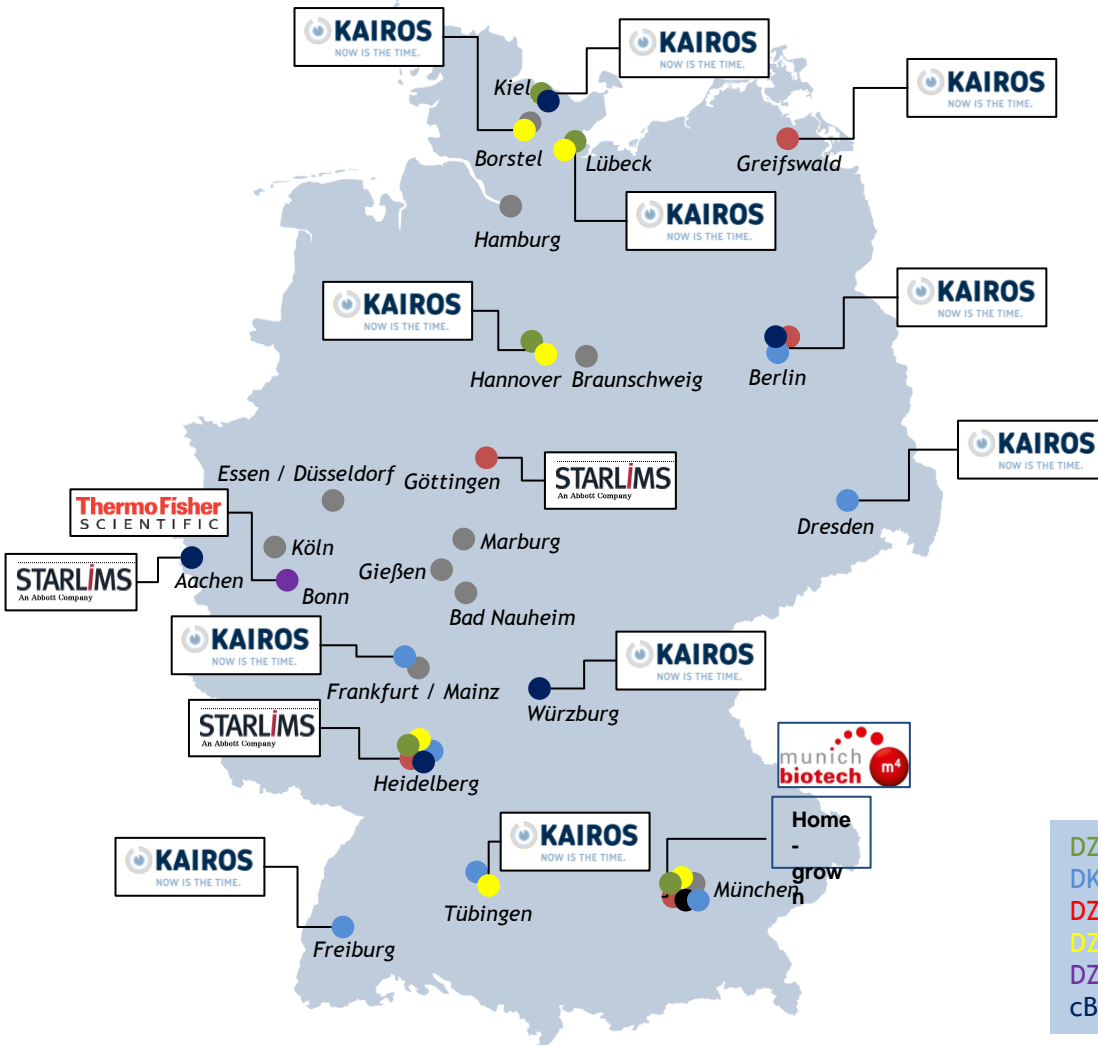 KAIROS
NOW IS THE TIME.
KAIROS
NOW IS THE TIME.
KAIROS
NOW IS THE TIME.
Kiel
Borstel
Lübeck
Greifswald
KAIROS
NOW IS THE TIME.
Hamburg
KAIROS
NOW IS THE TIME.
KAIROS
NOW IS THE TIME.
Hannover
Braunschweig
Berlin
KAIROS
NOW IS THE TIME.
Essen / Düsseldorf
Göttingen
STARLiMS
An Abbott Company
Dresden
ThermoFisher
SCIENTIFIC
Köln
Marburg
Gießen
STARLiMS
An Abbott Company
Aachen
Bonn
Bad Nauheim
KAIROS
NOW IS THE TIME.
KAIROS
NOW IS THE TIME.
Frankfurt / Mainz
Würzburg
STARLiMS
An Abbott Company
Heidelberg
munich
biotech
m4
Home
-
grow
n
KAIROS
NOW IS THE TIME.
KAIROS
NOW IS THE TIME.
München
Tübingen
Freiburg
DZ
DK
DZ
DZ
DZ
cB